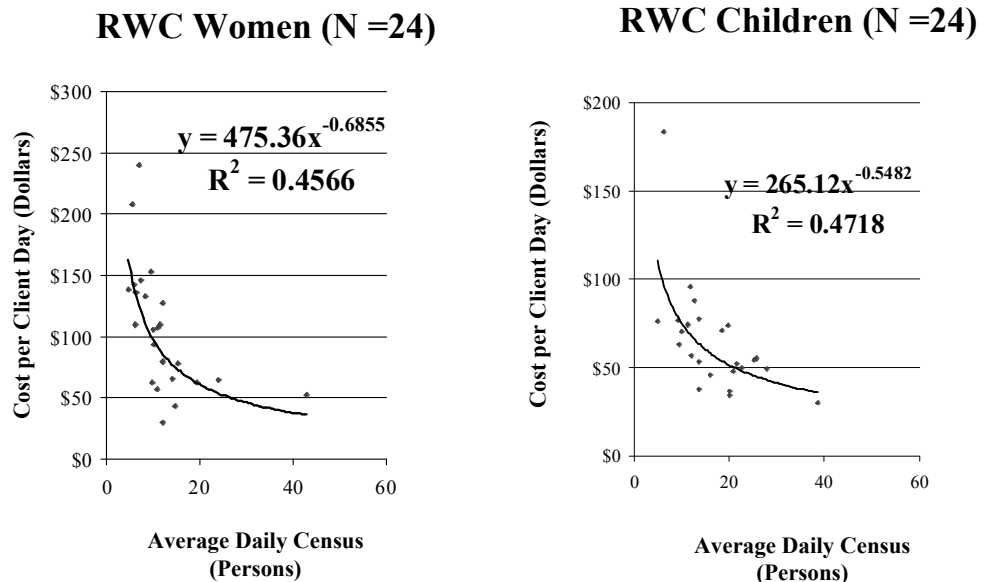 RWC Women (N =24)
Cost per Client Day (Dollars)
$300
$250
$200
$150
$100
$50
$0
y = 475.36x^-0.6855
R^2 = 0.4566
0
20
40
60
Average Daily Census
(Persons)
RWC Children (N =24)
Cost per Client Day (Dollars)
$200
$150
$100
$50
$0
y = 265.12x^-0.5482
R^2 = 0.4718
0
20
40
60
Average Daily Census
(Persons)